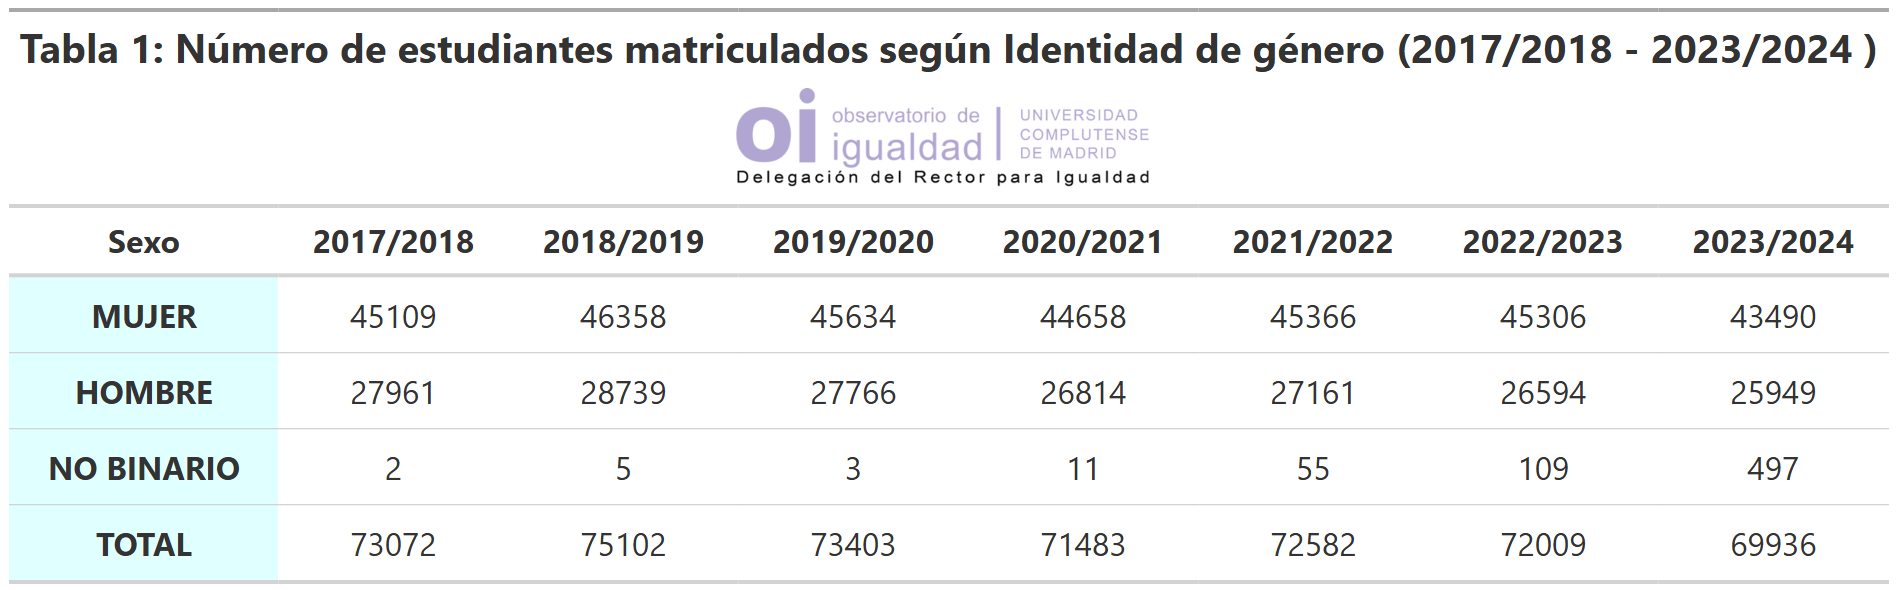 Tabla 1: Número de estudiantes matriculados según Identidad de género (2017/2018 - 2023/2024 )
oi observatorio de igualdad | UNIVERSIDAD COMPLUTENSE DE MADRID
Delegación del Rector para Igualdad
Sexo 2017/2018 2018/2019 2019/2020 2020/2021 2021/2022 2022/2023 2023/2024
MUJER 45109 46358 45634 44658 45366 45306 43490
HOMBRE 27961 28739 27766 26814 27161 26594 25949
NO BINARIO 2 5 3 11 55 109 497
TOTAL 73072 75102 73403 71483 72582 72009 69936